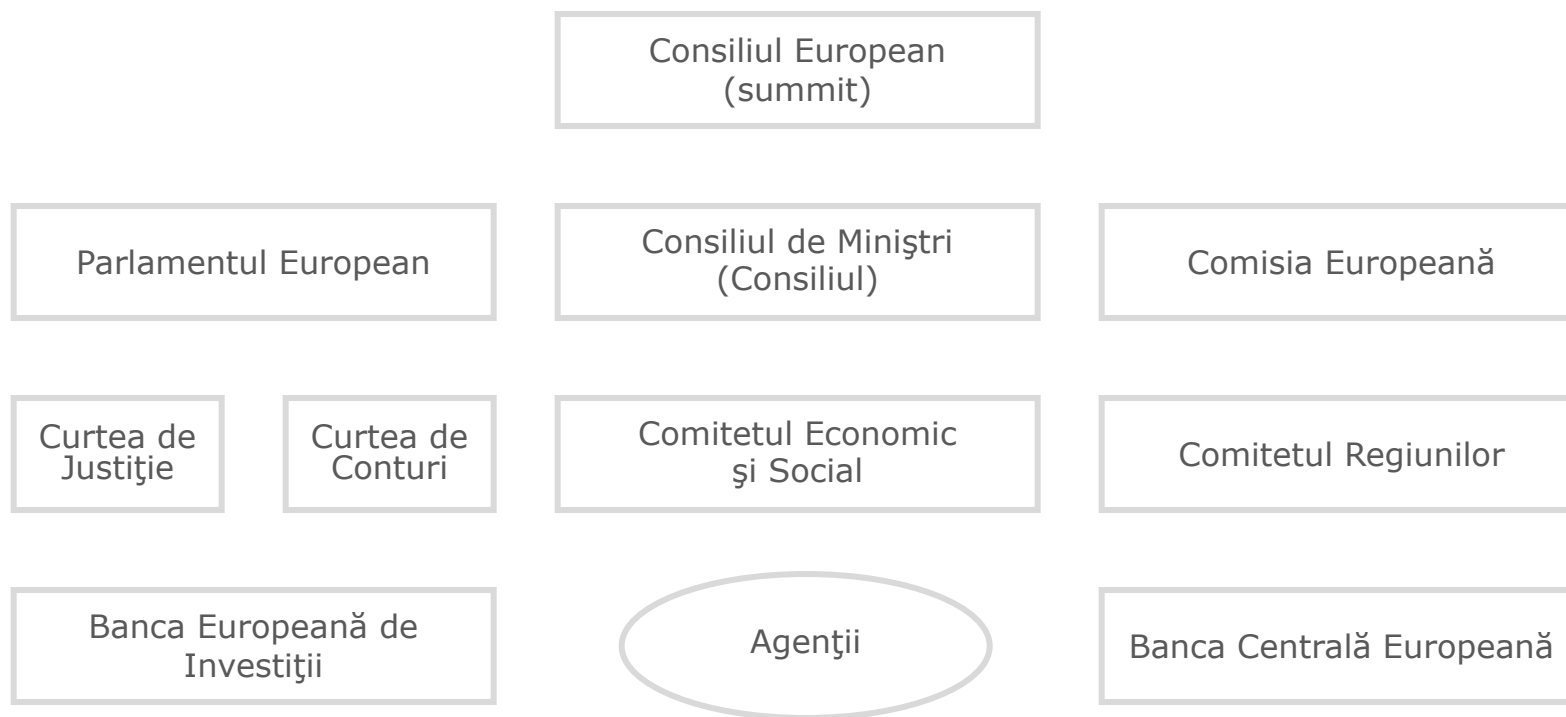 Consiliul European
(summit)
Parlamentul European
Consiliul de Miniştri
(Consiliul)
Comisia Europeană
Curtea de
Justiţie
Curtea de
Conturi
Comitetul Economic
şi Social
Comitetul Regiunilor
Banca Europeană de
Investiţii
Agenţii
Banca Centrală Europeană